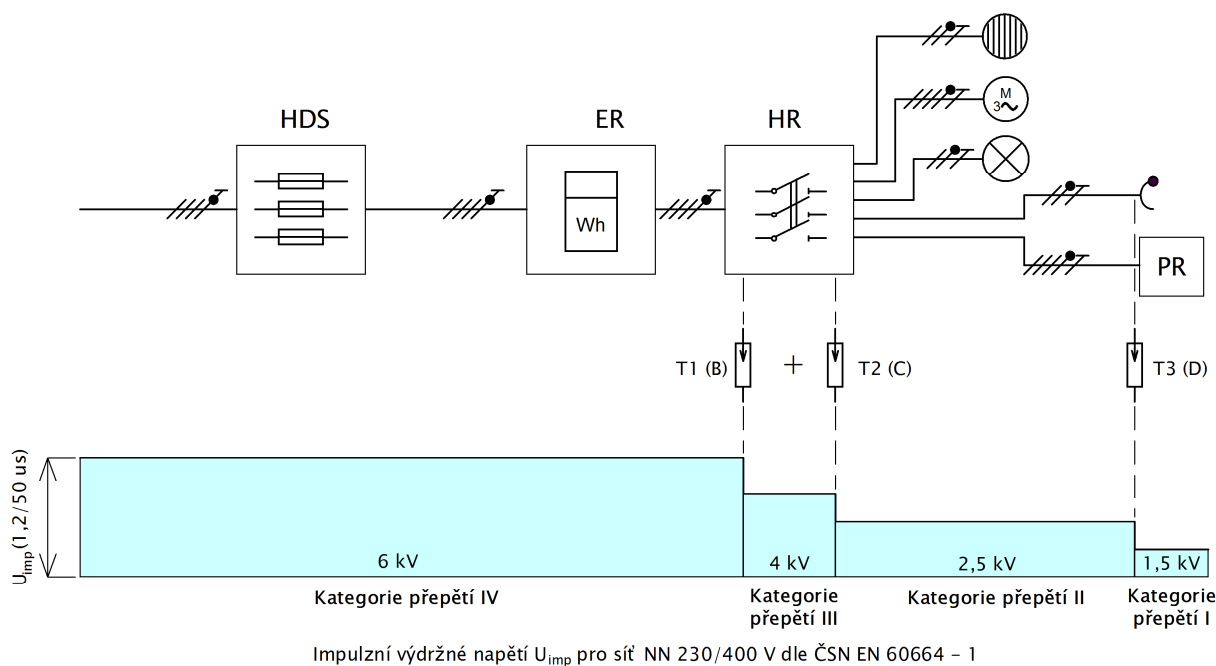 HDS
ER
HR
Wh
M
3~
PR
T1 (B)
+
T2 (C)
T3 (D)
Uimp (1,2/50 us)
6 kV
4 kV
2,5 kV
1,5 kV
Kategorie přepětí IV
Kategorie
přepětí III
Kategorie přepětí II
Kategorie
přepětí I
Impulzní výdržné napětí Uimp pro síť NN 230/400 V dle ČSN EN 60664 – 1